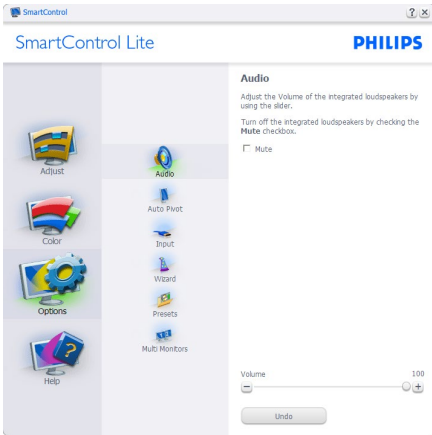 SmartControl
SmartControl Lite
PHILIPS
Adjust
Color
Options
Help
Audio
Auto Pivot
Input
Wizard
Presets
Multi Monitors
Audio
Adjust the Volume of the integrated loudspeakers by
using the slider.
Turn off the integrated loudspeakers by checking the
Mute checkbox.
Mute
Volume 100
Undo